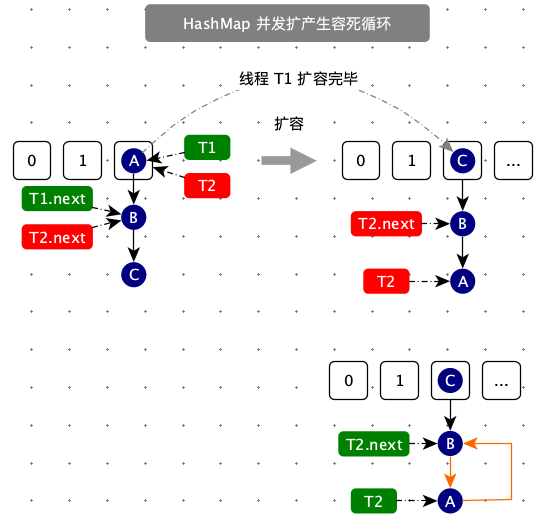 HashMap 并发扩产生容死循环
线程 T1 扩容完毕
扩容
0 1 A
T1
T2
T1.next
T2.next
B
C
0 1 C ...
T2.next B
T2 A
0 1 C ...
T2.next B
T2 A